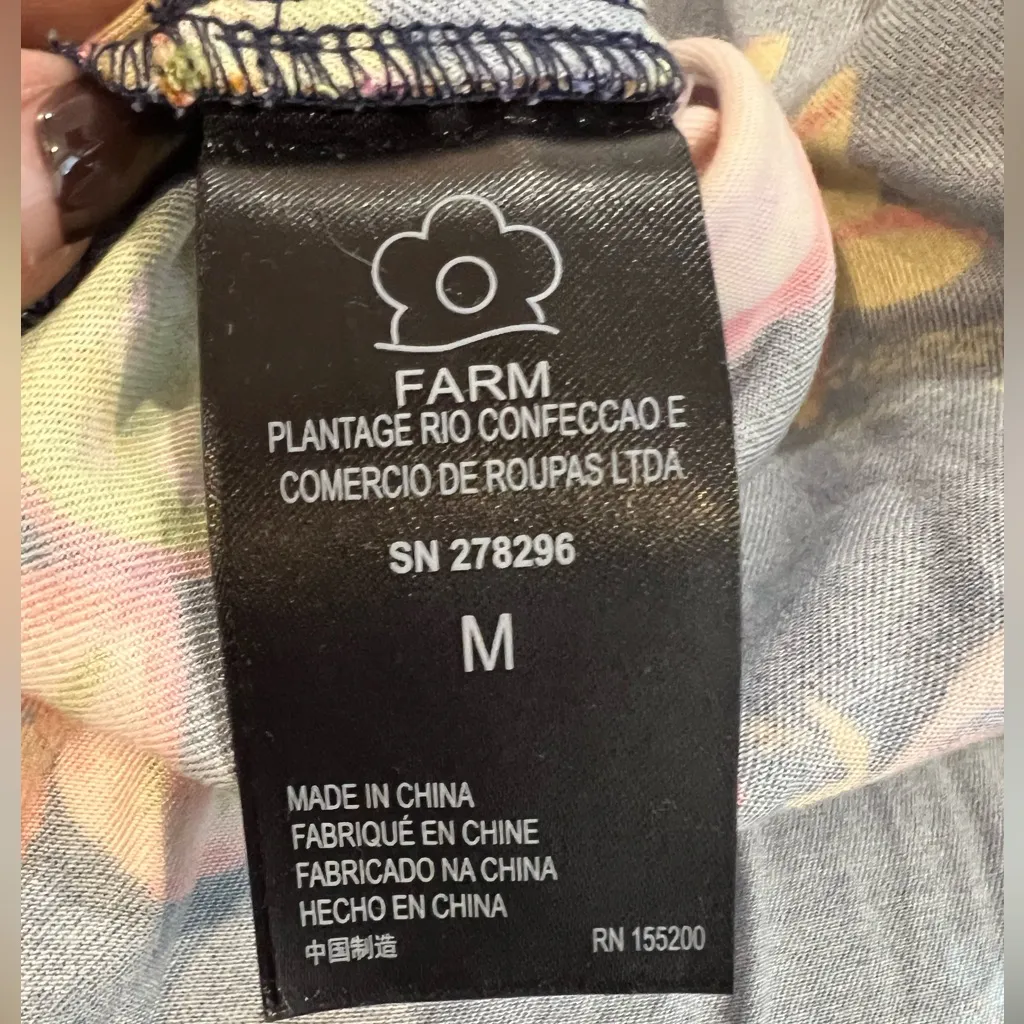 FARM
PLANTAGE RIO CONFECCAO E
COMERCIO DE ROUPAS LTDA
SN 278296
M
MADE IN CHINA
FABRIQUÉ EN CHINE
FABRICADO NA CHINA
HECHO EN CHINA
中国制造
RN 155200